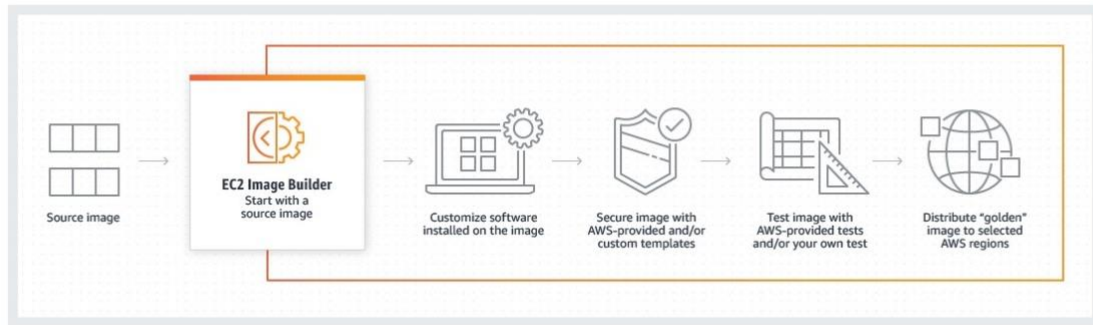 Source image
EC2 Image Builder
Start with a
source image
Customize software
installed on the image
Secure image with
AWS-provided and/or
custom templates
Test image with
AWS-provided tests
and/or your own test
Distribute "golden"
image to selected
AWS regions